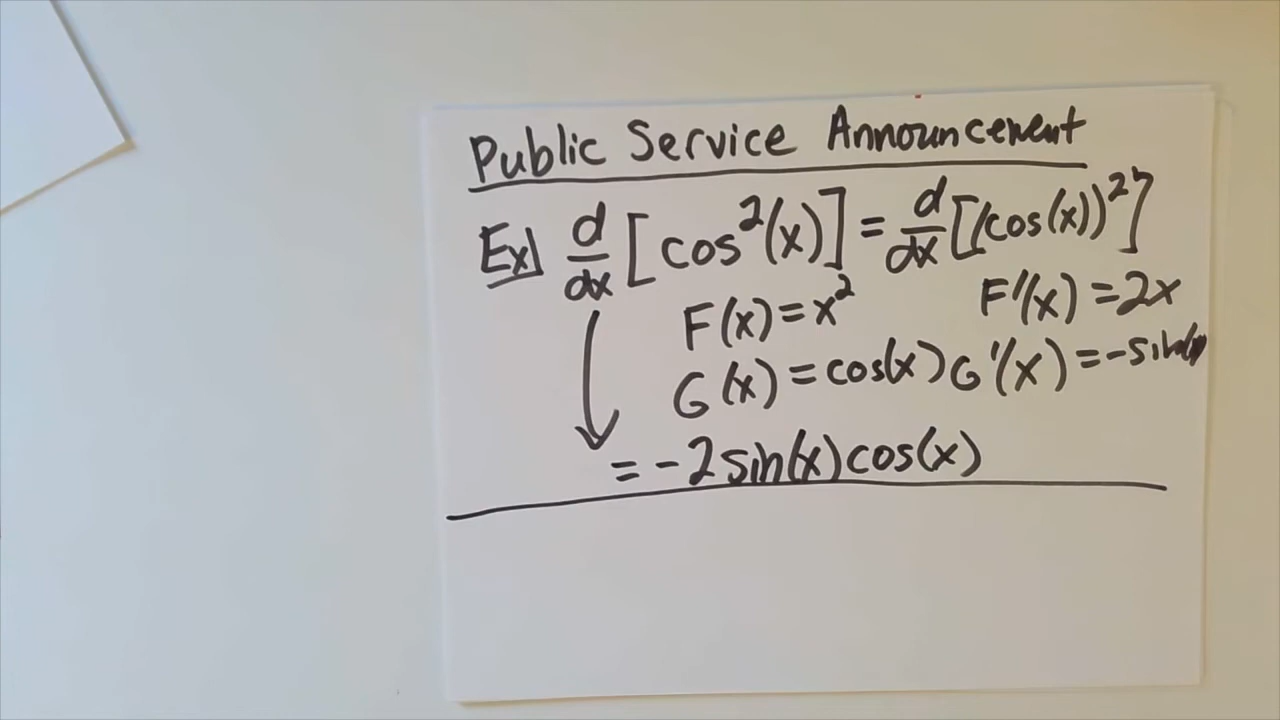 Public Service Announcement
Ex) d/dx [cos²(x)] = d/dx [(cos(x))²]
F(x) = x² F'(x) = 2x
G(x) = cos(x) G'(x) = -sin(x)
= -2sin(x)cos(x)